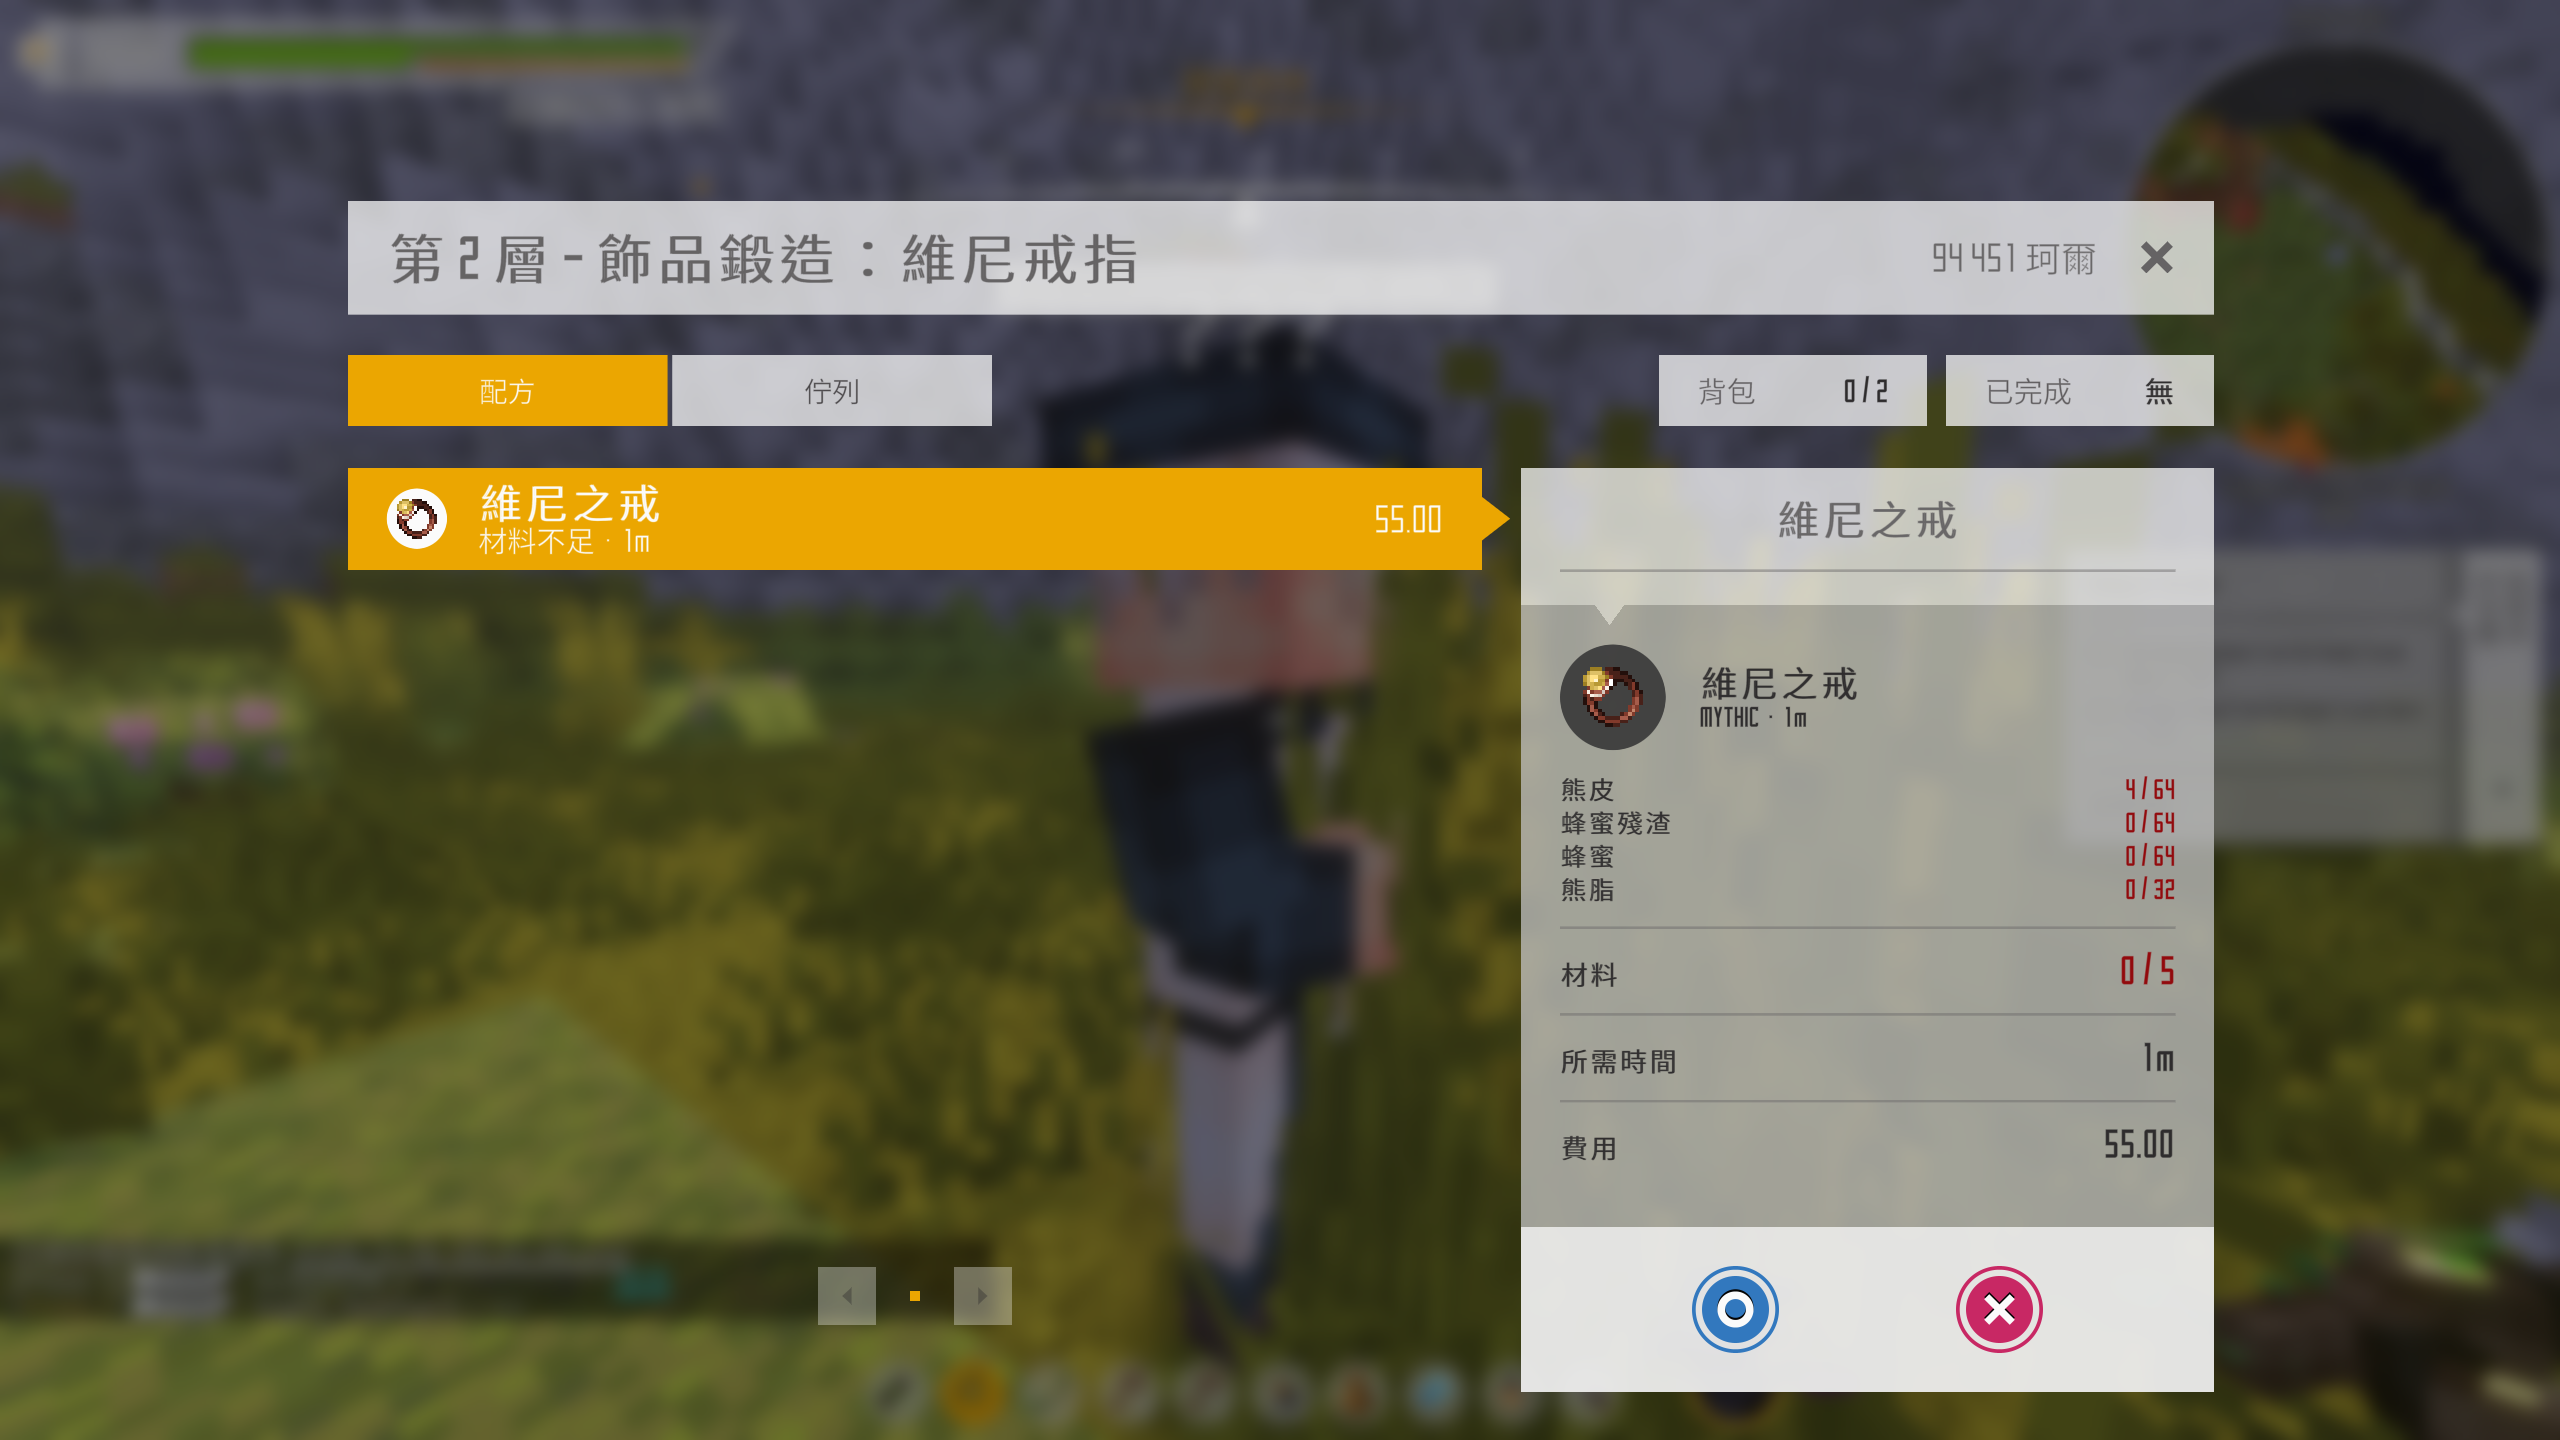 第2層-飾品鍛造：維尼戒指
94 451 珂爾
配方
佇列
背包 0/2
已完成 無
維尼之戒
材料不足 · 1m
55.00
維尼之戒
維尼之戒
MYTHIC · 1m
熊皮 4/64
蜂蜜殘渣 0/64
蜂蜜 0/64
熊脂 0/32
材料 0/5
所需時間 1m
費用 55.00